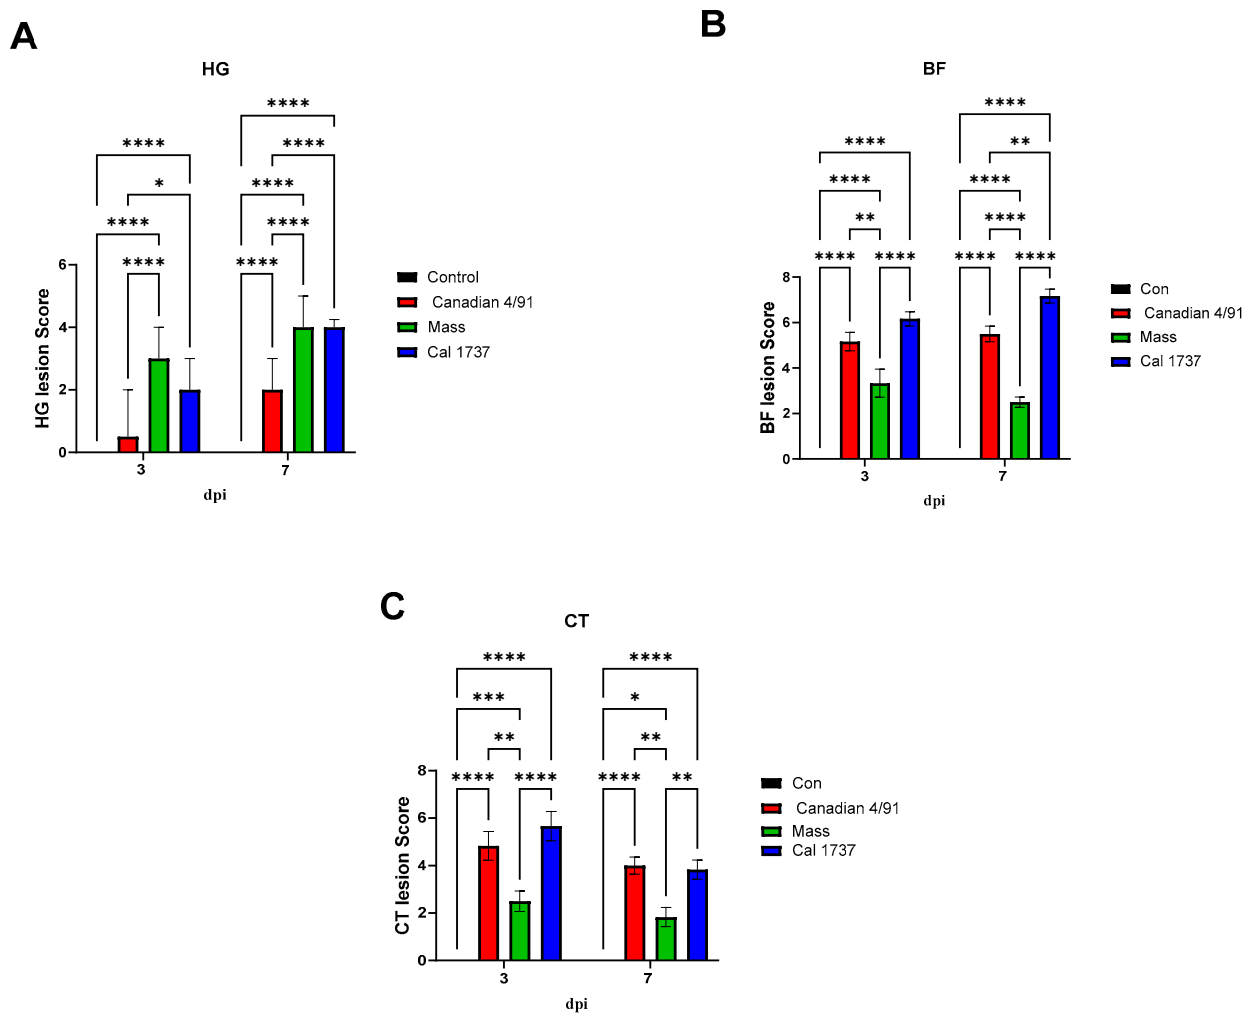 A
HG
****
****
*
****
****
****
****
****
****
****
HG lesion Score
6
4
2
0
3
7
dpi
Control
Canadian 4/91
Mass
Cal 1737
B
BF
****
****
**
****
****
****
**
****
****
****
****
****
BF lesion Score
8
6
4
2
0
3
7
dpi
Con
Canadian 4/91
Mass
Cal 1737
C
CT
****
***
**
****
****
****
*
**
****
**
CT lesion Score
8
6
4
2
0
3
7
dpi
Con
Canadian 4/91
Mass
Cal 1737